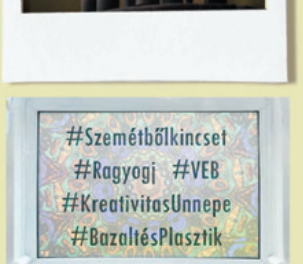 #Szemétbőlkincset
#Ragyogj #VEB
#KreativitasUnnepe
#BazaltésPlasztik